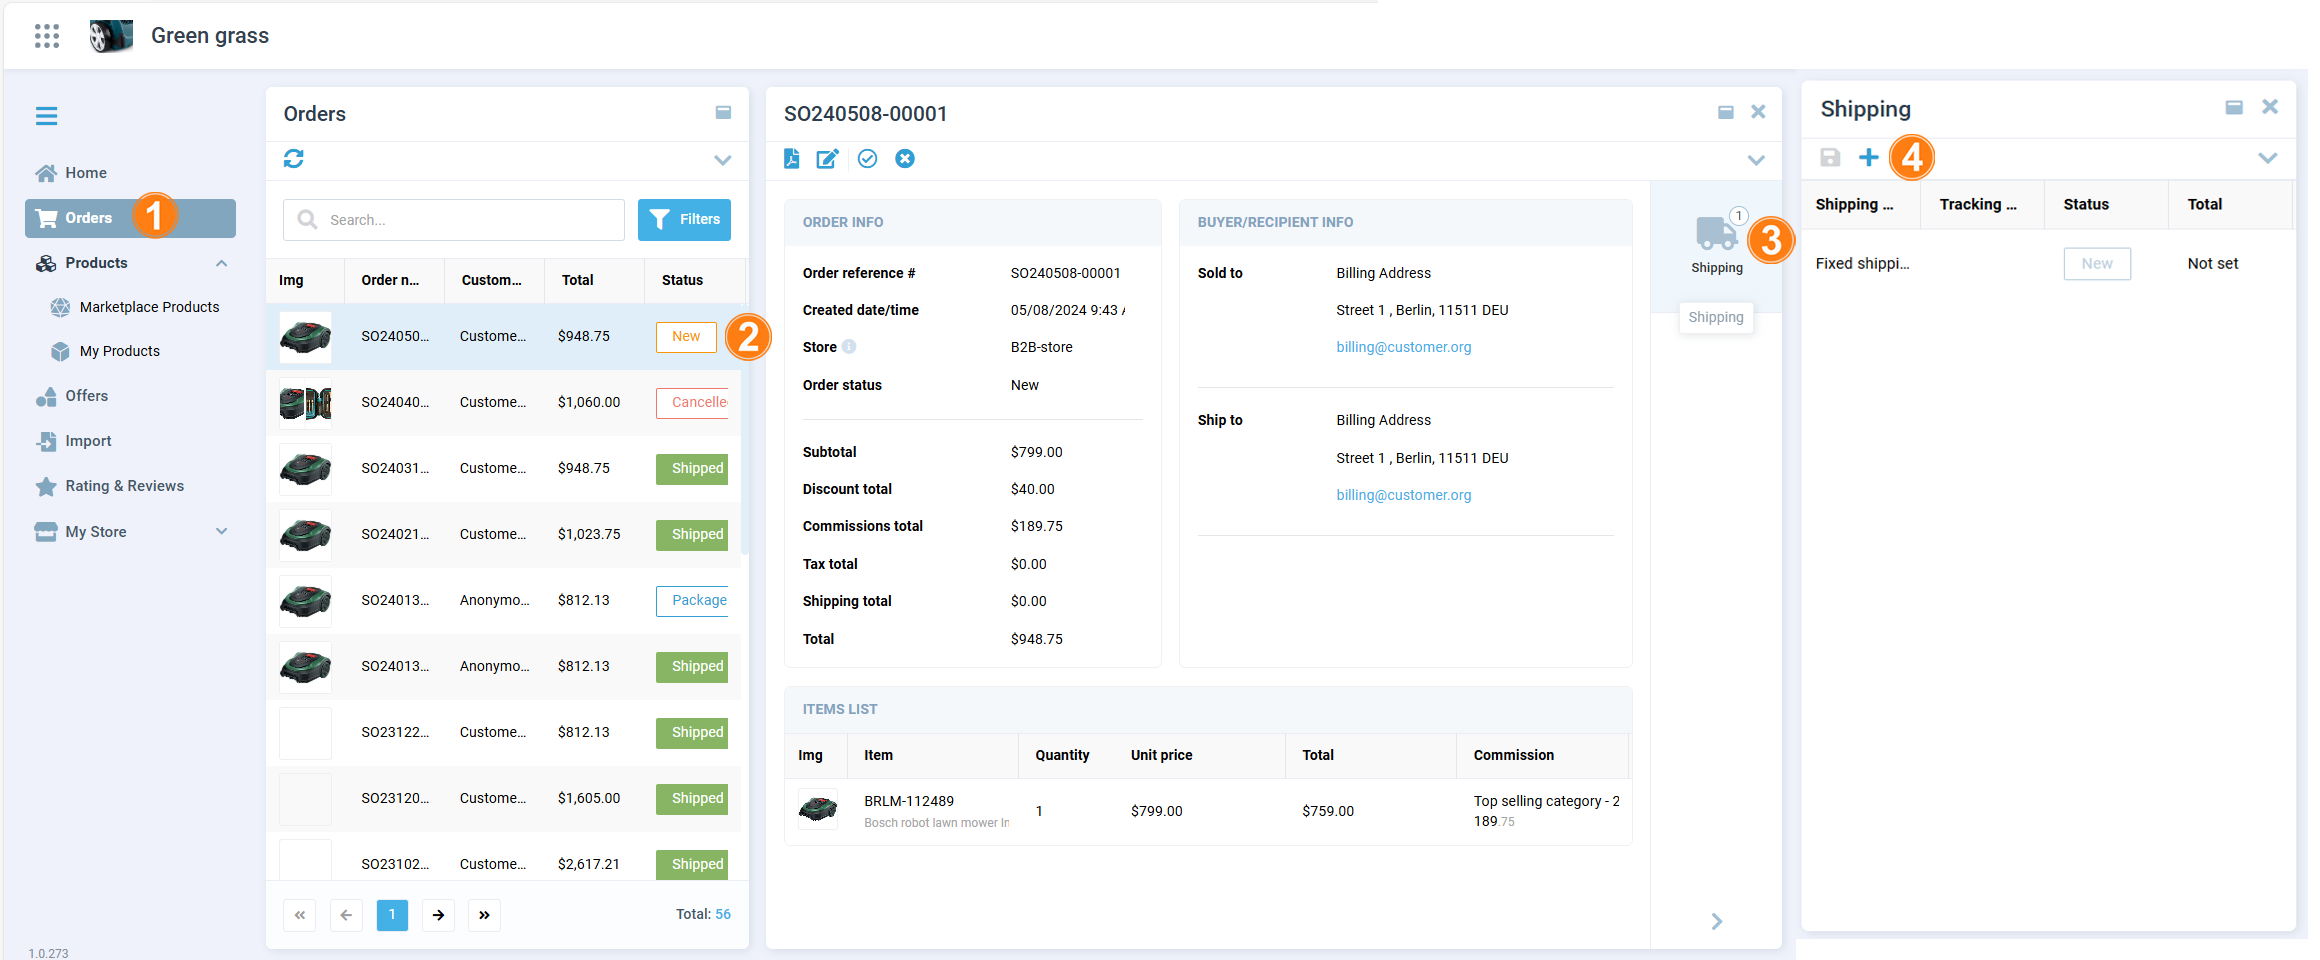 Green grass
Home
Orders
1
Products
Marketplace Products
My Products
Offers
Import
Rating & Reviews
My Store
1.0.273
Orders
Search...
Filters
Img Order n... Custom... Total Status
SO24050... Custome... $948.75 New
2
SO24040... Custome... $1,060.00 Cancelle
SO24031... Custome... $948.75 Shipped
SO24021... Custome... $1,023.75 Shipped
SO24013... Anonymo... $812.13 Package
SO24013... Anonymo... $812.13 Shipped
SO23122... Custome... $812.13 Shipped
SO23120... Custome... $1,605.00 Shipped
SO23102... Custome... $2,617.21 Shipped
1
Total: 56
SO240508-00001
ORDER INFO
Order reference # SO240508-00001
Created date/time 05/08/2024 9:43
Store B2B-store
Order status New
Subtotal $799.00
Discount total $40.00
Commissions total $189.75
Tax total $0.00
Shipping total $0.00
Total $948.75
BUYER/RECIPIENT INFO
Sold to Billing Address
Street 1 , Berlin, 11511 DEU
billing@customer.org
Ship to Billing Address
Street 1 , Berlin, 11511 DEU
billing@customer.org
ITEMS LIST
Img Item Quantity Unit price Total Commission
BRLM-112489 1 $799.00 $759.00 Top selling category - 2
Bosch robot lawn mower In 189.75
1
3
Shipping
Shipping
Shipping
4
Shipping ... Tracking ... Status Total
Fixed shippi... New Not set